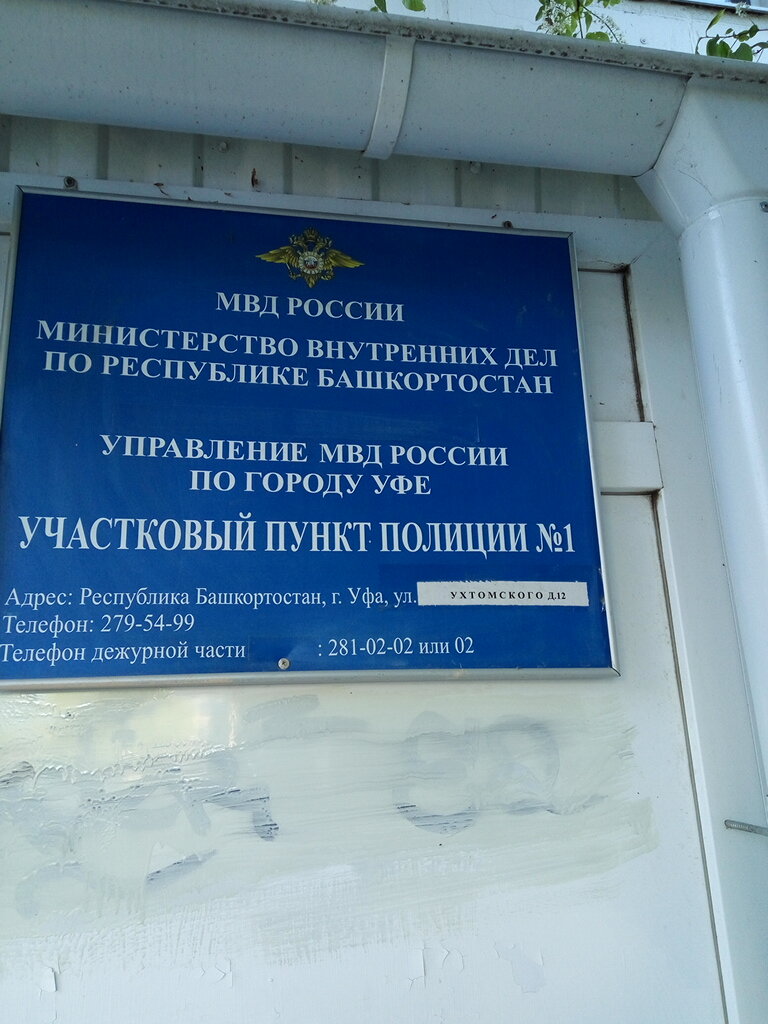 МВД РОССИИ
МИНИСТЕРСТВО ВНУТРЕННИХ ДЕЛ
ПО РЕСПУБЛИКЕ БАШКОРТОСТАН
УПРАВЛЕНИЕ МВД РОССИИ
ПО ГОРОДУ УФЕ
УЧАСТКОВЫЙ ПУНКТ ПОЛИЦИИ №1
Адрес: Республика Башкортостан, г. Уфа, ул. УХТОМСКОГО Д.12
Телефон: 279-54-99
Телефон дежурной части : 281-02-02 или 02